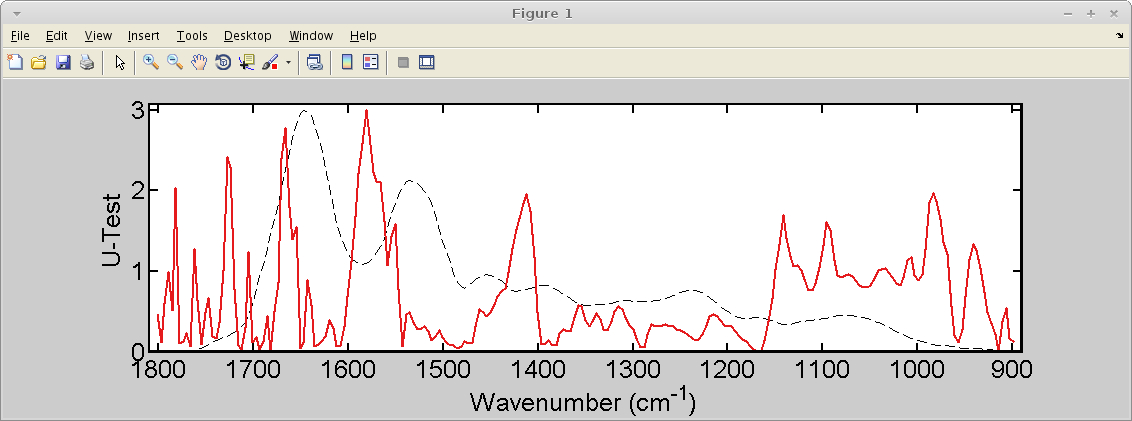 Figure 1
File Edit View Insert Tools Desktop Window Help
3
2
1
0
U-Test
1800 1700 1600 1500 1400 1300 1200 1100 1000 900
Wavenumber (cm-1)